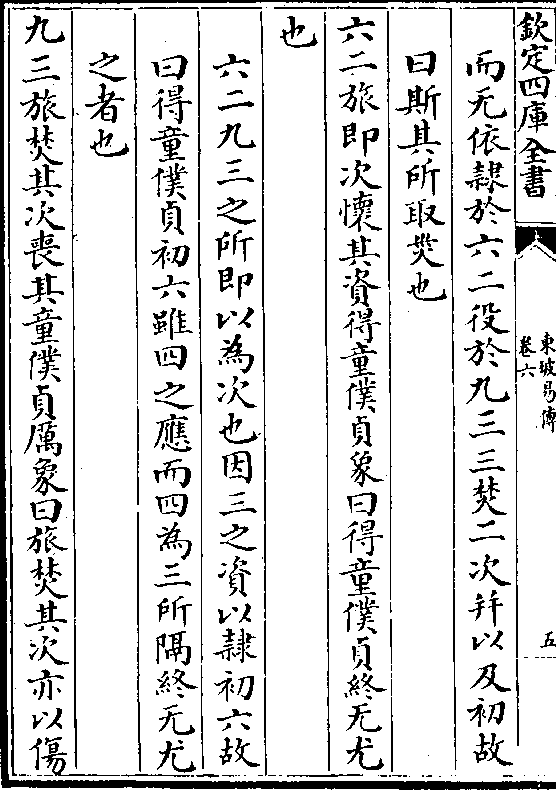 欽定四庫全書
東坡易傳
卷六
五
而无依隸於六二役於九三三焚二次并以及初故
曰斯其所取烖也
六二旅即次懷其資得童僕貞象曰得童僕貞終无尤
也
六二九三之所即以為次也因三之資以隸初六故
曰得童僕貞初六雖四之應而四為三所隔終无尤
之者也
九三旅焚其次喪其童僕貞厲象曰旅焚其次亦以傷